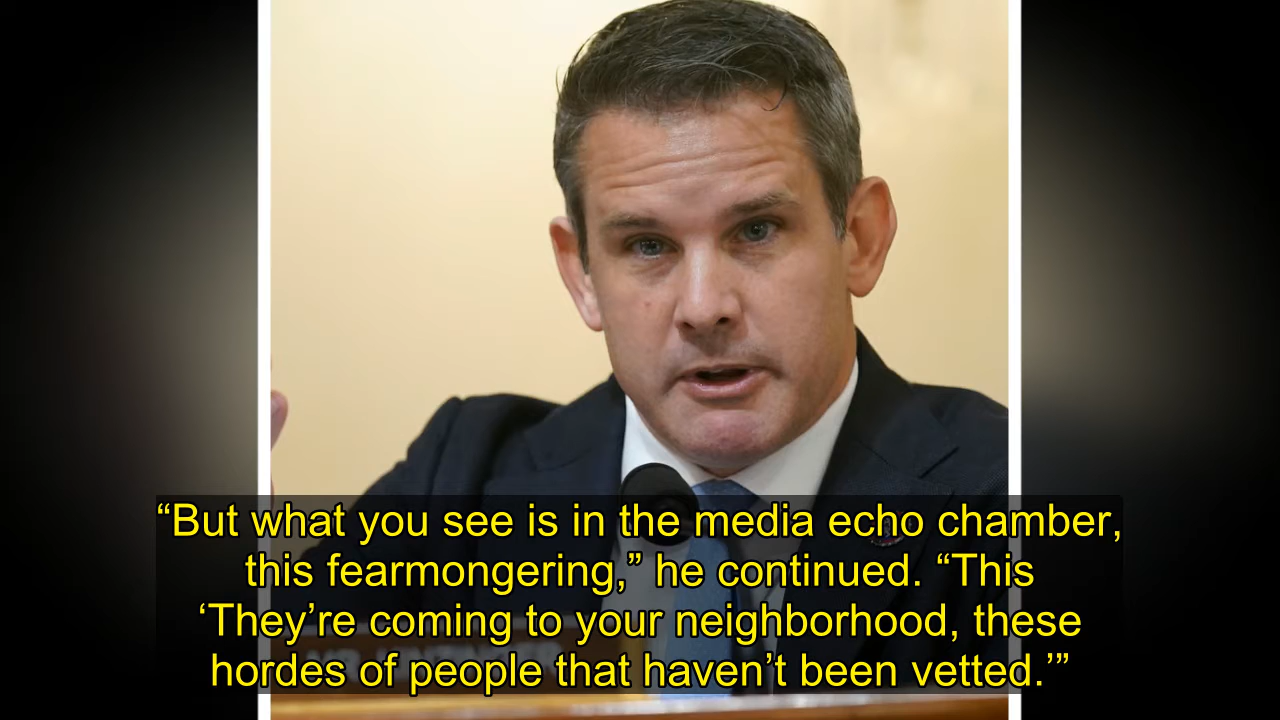 “But what you see is in the media echo chamber,
this fearmongering,” he continued. “This
‘They’re coming to your neighborhood, these
hordes of people that haven’t been vetted.’”